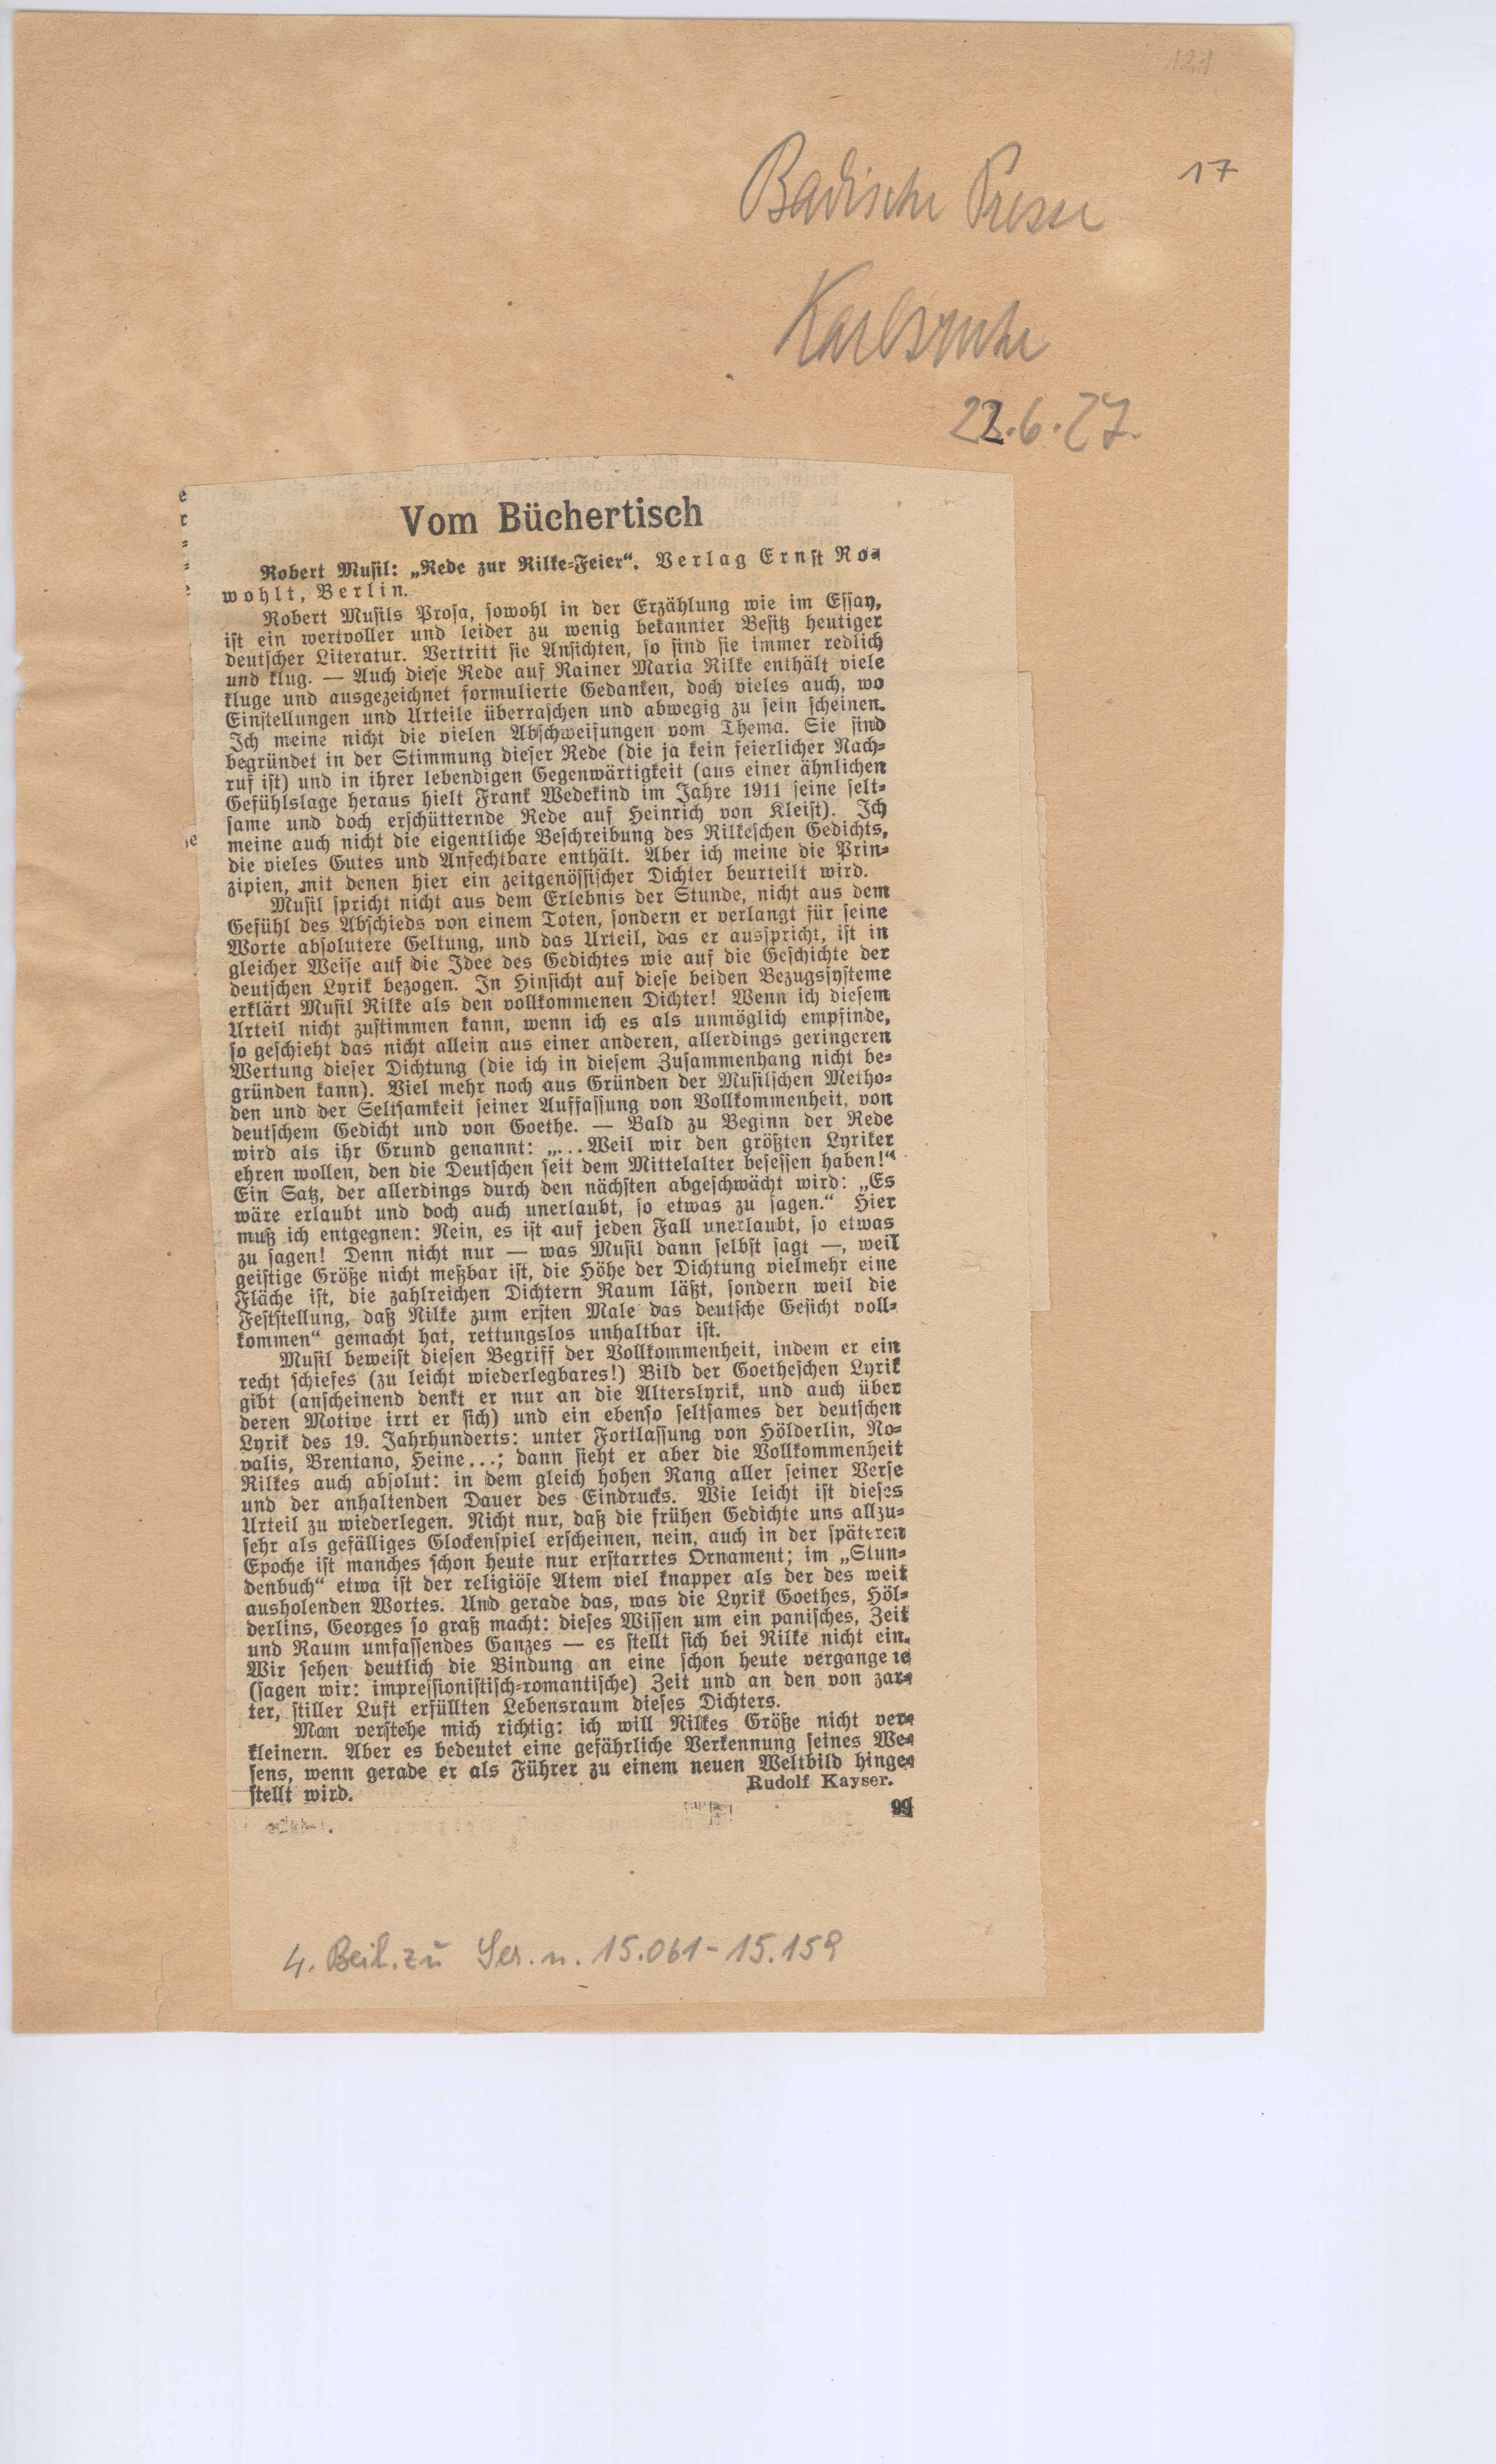 121
17
Badische Presse
Karlsruhe
22.6.27.
Vom Büchertisch
Robert Musil: „Rede zur Rilke-Feier“. Verlag Ernst Ro-
wohlt, Berlin.
Robert Musils Prosa, sowohl in der Erzählung wie im Essay,
ist ein wertvoller und leider zu wenig bekannter Besitz heutiger
deutscher Literatur. Vertritt sie Ansichten, so sind sie immer redlich
und klug. — Auch diese Rede auf Rainer Maria Rilke enthält viele
kluge und ausgezeichnet formulierte Gedanken, doch vieles auch, wo
Einstellungen und Urteile überraschen und abwegig zu sein scheinen.
Ich meine nicht die vielen Abschweifungen vom Thema. Sie sind
begründet in der Stimmung dieser Rede (die ja kein feierlicher Nach-
ruf ist) und in ihrer lebendigen Gegenwärtigkeit (aus einer ähnlichen
Gefühlslage heraus hielt Frank Wedekind im Jahre 1911 seine selt-
same und doch erschütternde Rede auf Heinrich von Kleist). Ich
meine auch nicht die eigentliche Beschreibung des Rilkeschen Gedichts,
die vieles Gutes und Anfechtbare enthält. Aber ich meine die Prin-
zipien, mit denen hier ein zeitgenössischer Dichter beurteilt wird.
Musil spricht nicht aus dem Erlebnis der Stunde, nicht aus dem
Gefühl des Abschieds von einem Toten, sondern er verlangt für seine
Worte absolutere Geltung, und das Urteil, das er ausspricht, ist in
gleicher Weise auf die Idee des Gedichtes wie auf die Geschichte der
deutschen Lyrik bezogen. In Hinsicht auf diese beiden Bezugssysteme
erklärt Musil Rilke als den vollkommenen Dichter! Wenn ich diesem
Urteil nicht zustimmen kann, wenn ich es als unmöglich empfinde,
so geschieht das nicht allein aus einer anderen, allerdings geringeren
Wertung dieser Dichtung (die ich in diesem Zusammenhang nicht be-
gründen kann). Viel mehr noch aus Gründen der Musilschen Metho-
den und der Seltsamkeit seiner Auffassung von Vollkommenheit, von
deutschem Gedicht und von Goethe. — Bald zu Beginn der Rede
wird als ihr Grund genannt: „... Weil wir den größten Lyriker
ehren wollen, den die Deutschen seit dem Mittelalter besessen haben!“
Ein Satz, der allerdings durch den nächsten abgeschwächt wird: „Es
wäre erlaubt und doch auch unerlaubt, so etwas zu sagen.“ Hier
muß ich entgegnen: Nein, es ist auf jeden Fall unerlaubt, so etwas
zu sagen! Denn nicht nur — was Musil dann selbst sagt —, weil
geistige Größe nicht meßbar ist, die Höhe der Dichtung vielmehr eine
Fläche ist, die zahlreichen Dichtern Raum läßt, sondern weil die
Feststellung, daß Rilke zum ersten Male das deutsche Gesicht voll-
kommen“ gemacht hat, rettungslos unhaltbar ist.
Musil beweist diesen Begriff der Vollkommenheit, indem er ein
recht schiefes (zu leicht wiederlegbares!) Bild der Goetheschen Lyrik
gibt (anscheinend denkt er nur an die Alterslyrik, und auch über
deren Motive irrt er sich) und ein ebenso seltsames der deutschen
Lyrik des 19. Jahrhunderts: unter Fortlassung von Hölderlin, No-
valis, Brentano, Heine...; dann sieht er aber die Vollkommenheit
Rilkes auch absolut: in dem gleich hohen Rang aller seiner Verse
und der anhaltenden Dauer des Eindrucks. Wie leicht ist dieses
Urteil zu wiederlegen. Nicht nur, daß die frühen Gedichte uns allzu-
sehr als gefälliges Glockenspiel erscheinen, nein, auch in der späteren
Epoche ist manches schon heute nur erstarrtes Ornament; im „Stun-
denbuch“ etwa ist der religiöse Atem viel knapper als der des weit
ausholenden Wortes. Und gerade das, was die Lyrik Goethes, Höl-
derlins, Georges so graß macht: dieses Wissen um ein panisches, Zeit
und Raum umfassendes Ganzes — es stellt sich bei Rilke nicht ein.
Wir sehen deutlich die Bindung an eine schon heute vergangene
(sagen wir: impressionistisch-romantische) Zeit und an den von zar-
ter, stiller Luft erfüllten Lebensraum dieses Dichters.
Man verstehe mich richtig: ich will Rilkes Größe nicht ver-
kleinern. Aber es bedeutet eine gefährliche Verkennung seines We-
sens, wenn gerade er als Führer zu einem neuen Weltbild hinge-
stellt wird.
Rudolf Kayser.
99
4. Beil. zu Ser. n. 15.061-15.159